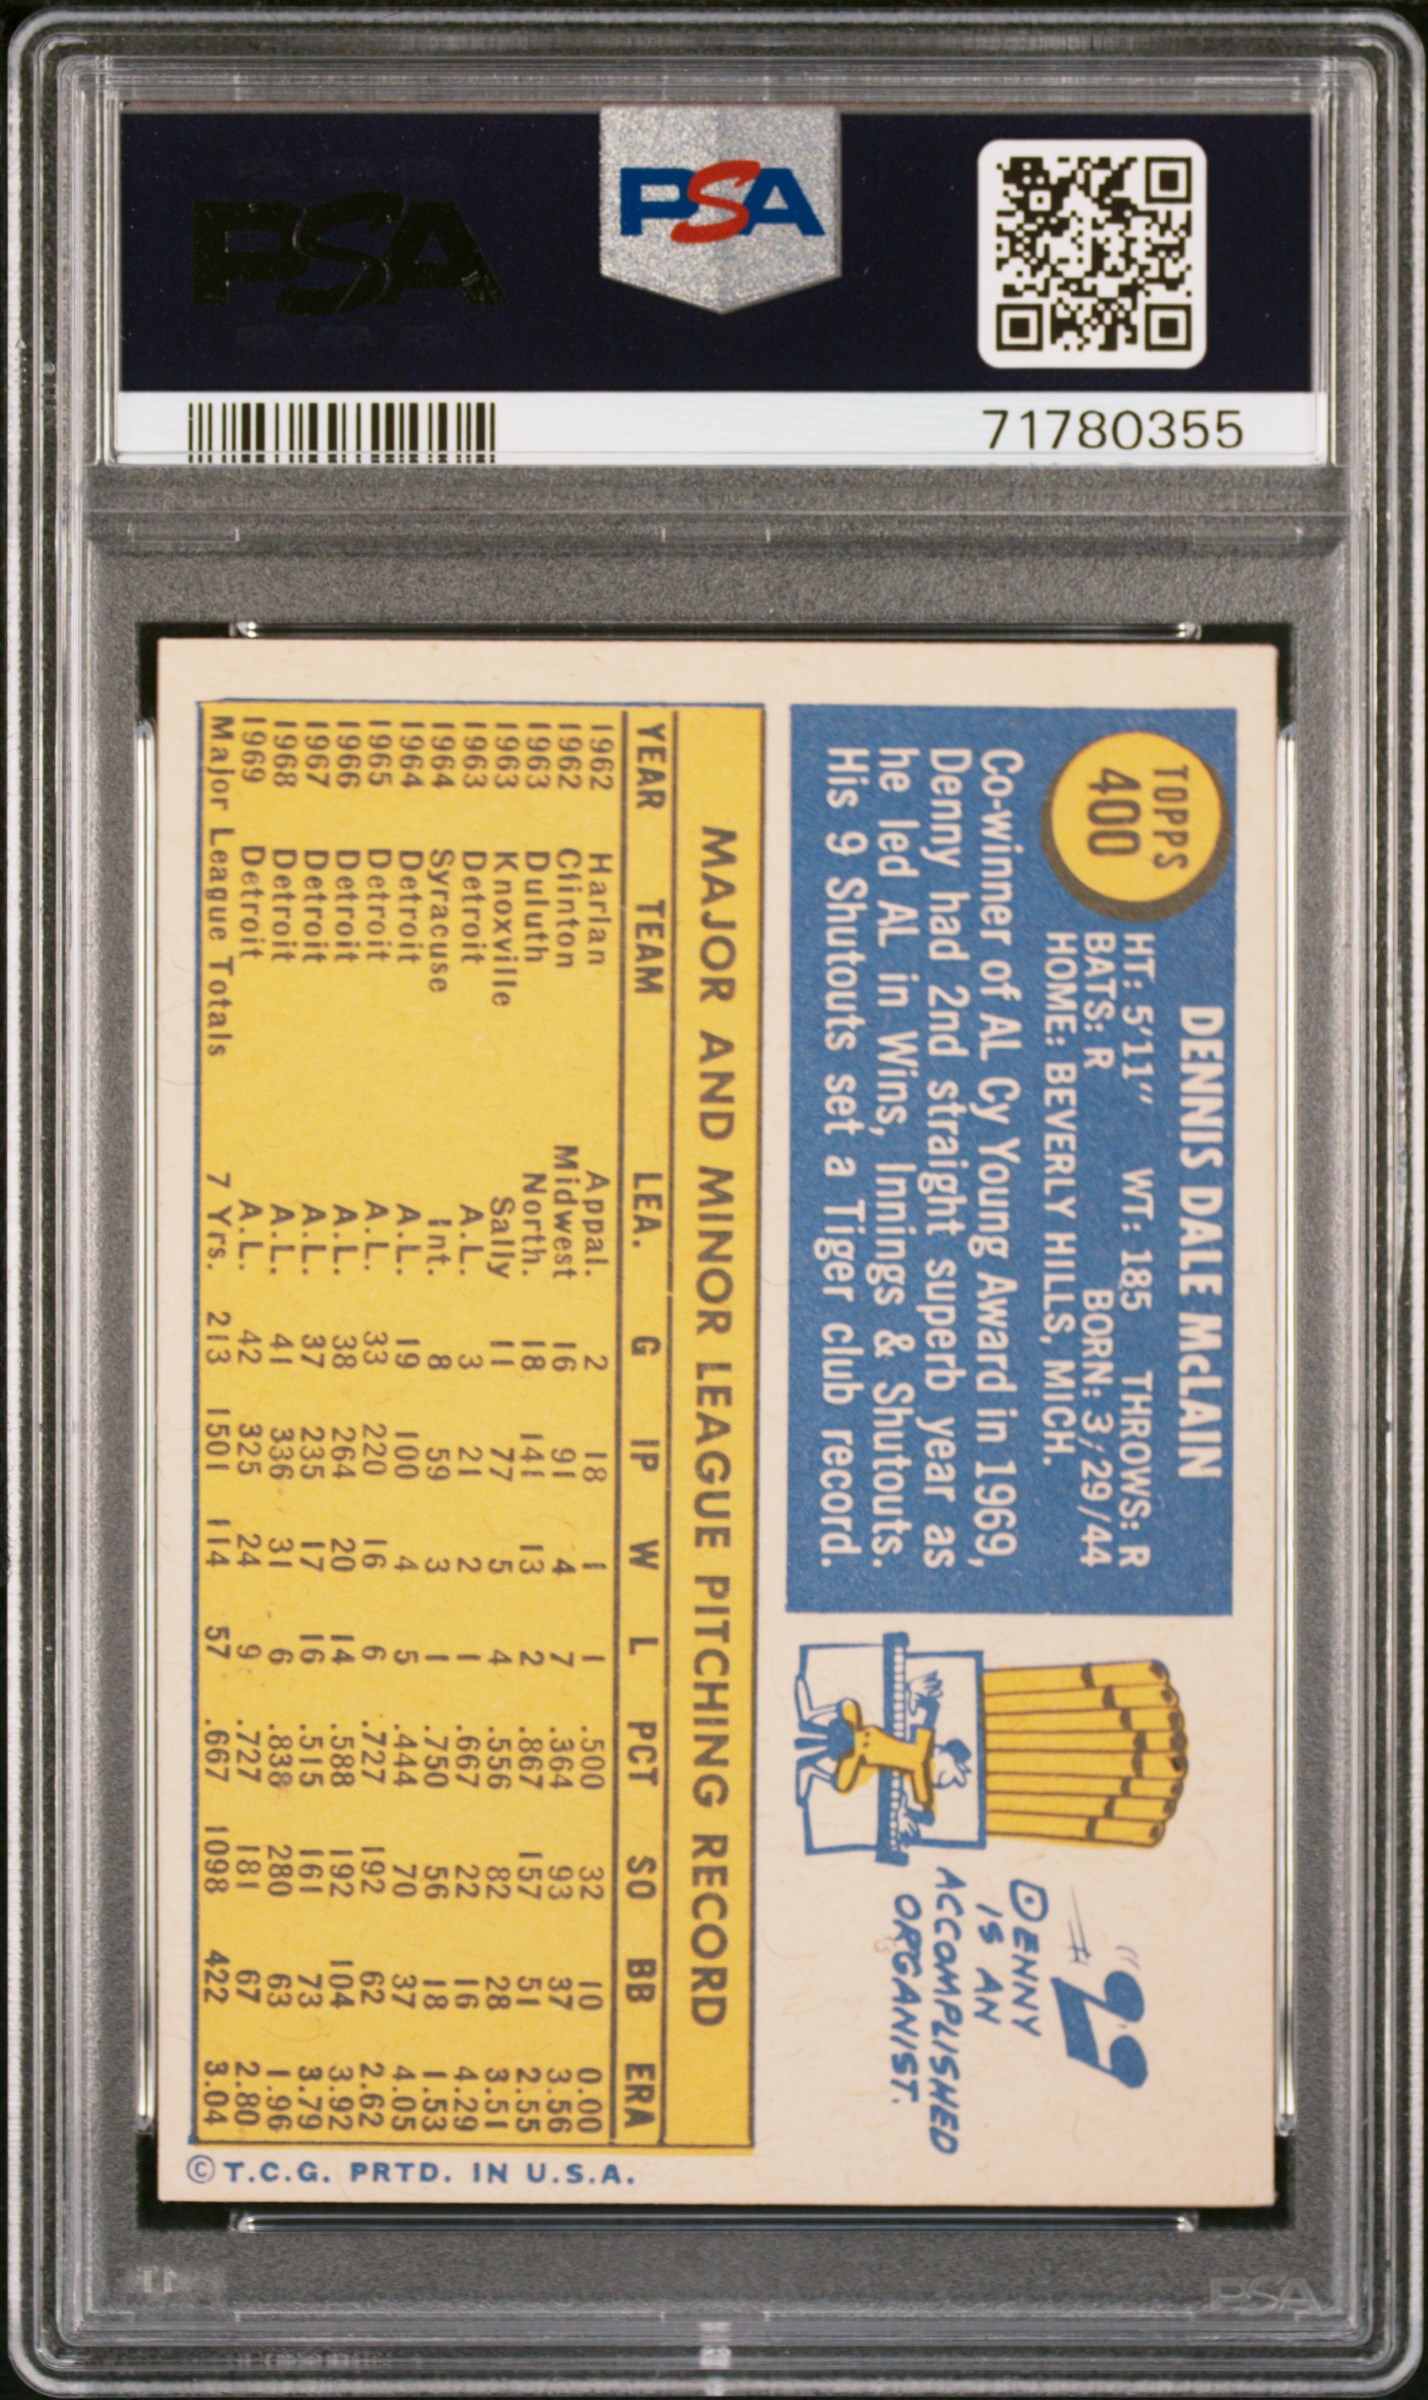 PSA
PSA
71780355
TOPPS
400
DENNIS DALE McLAIN
HT: 5'11" WT: 185 THROWS: R
BATS: R BORN: 3/29/44
HOME: BEVERLY HILLS, MICH.
Co-winner of AL Cy Young Award in 1969,
Denny had 2nd straight superb year as
he led AL in Wins, Innings & Shutouts.
His 9 Shutouts set a Tiger club record.
DENNY
IS AN
ACCOMPLISHED
ORGANIST.
MAJOR AND MINOR LEAGUE PITCHING RECORD
YEAR TEAM LEA. G IP W L PCT SO BB ERA
1962 Harlan Appal. 2 18 1 1 .500 32 10 0.00
1962 Clinton Midwest 16 91 4 7 .364 93 37 3.56
1963 Duluth North. 18 141 13 2 .867 157 51 2.55
1963 Knoxville Sally 11 77 5 4 .556 82 28 3.51
1963 Detroit A.L. 3 21 2 1 .667 22 16 4.29
1964 Syracuse Int. 8 59 3 1 .750 56 18 1.53
1964 Detroit A.L. 19 100 4 5 .444 70 37 4.05
1965 Detroit A.L. 33 220 16 6 .727 192 62 2.62
1966 Detroit A.L. 38 264 20 14 .588 192 104 3.92
1967 Detroit A.L. 37 235 17 16 .515 161 73 3.79
1968 Detroit A.L. 41 336 31 6 .838 280 63 1.96
1969 Detroit A.L. 42 325 24 9 .727 181 67 2.80
Major League Totals 7 Yrs. 213 1501 114 57 .667 1098 422 3.04
©T.C.G. PRTD. IN U.S.A.
PSA